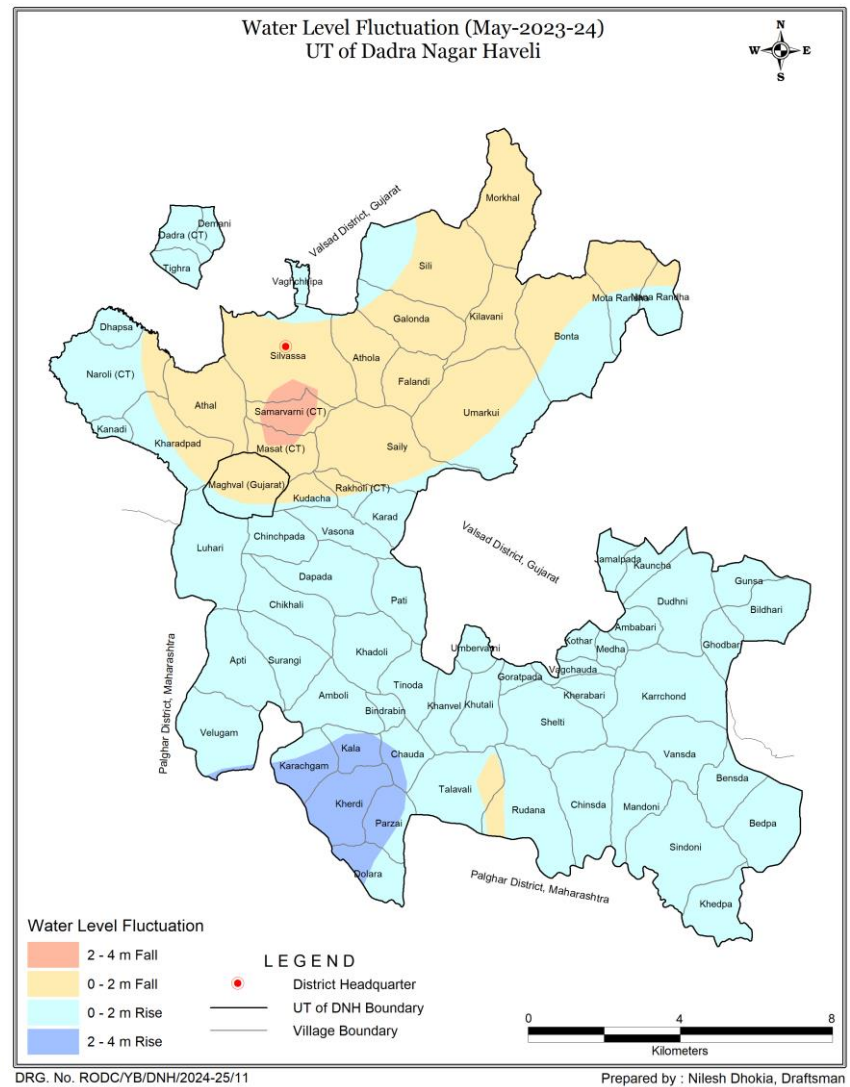 Water Level Fluctuation (May-2023-24)
UT of Dadra Nagar Haveli
N
W
E
S
Morkhal
Valsad District, Gujarat
Demani
Dadra (CT)
Tighra
Sili
Vaghchhipa
Mota Randha
Nana Randha
Galonda
Kilavani
Dhapsa
Bonta
Silvassa
Athola
Naroli (CT)
Falandi
Athal
Samarvarni (CT)
Umarkui
Kanadi
Kharadpad
Masat (CT)
Saily
Maghval (Gujarat)
Rakholi (CT)
Kudacha
Karad
Valsad District, Gujarat
Luhari
Chinchpada
Vasona
Jamalpada
Kauncha
Dapada
Gunsa
Dudhni
Bildhari
Chikhali
Pati
Ambabari
Kothar
Medha
Ghodbar
Umbervarni
Khadoli
Apti
Surangi
Vagchauda
Goratpada
Tinoda
Kherabari
Karrchond
Amboli
Khanvel
Khutali
Bindrabin
Shelti
Velugam
Palghar District, Maharashtra
Kala
Chauda
Vansda
Karachgam
Bensda
Talavali
Kherdi
Rudana
Chinsda
Mandoni
Parzai
Bedpa
Sindoni
Dolara
Palghar District, Maharashtra
Khedpa
Water Level Fluctuation
2 - 4 m Fall
0 - 2 m Fall
0 - 2 m Rise
2 - 4 m Rise
LEGEND
District Headquarter
UT of DNH Boundary
Village Boundary
0 4 8
Kilometers
DRG. No. RODC/YB/DNH/2024-25/11
Prepared by : Nilesh Dhokia, Draftsman